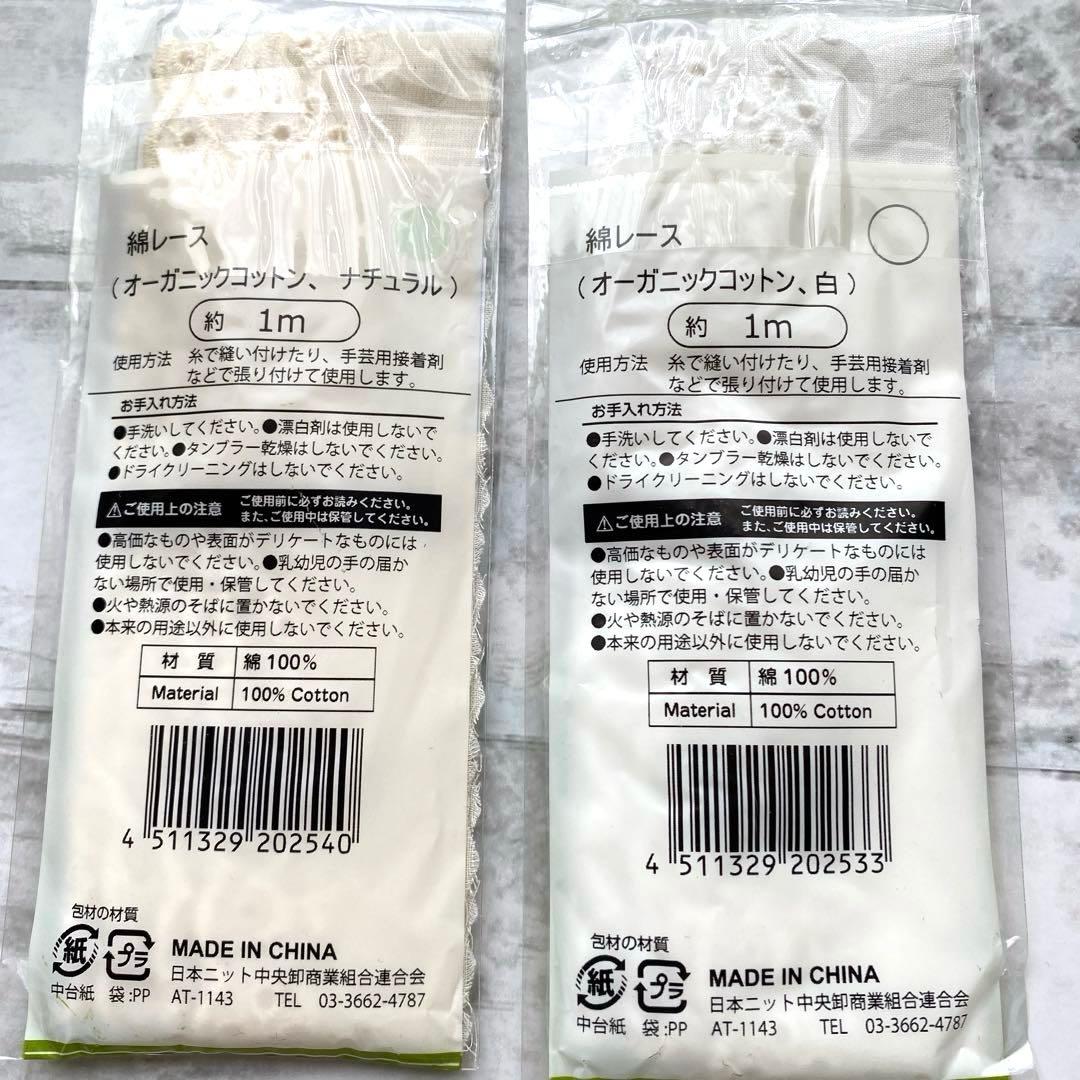 綿レース
(オーガニックコットン、 ナチュラル)
約 1m
使用方法 糸で縫い付けたり、手芸用接着剤
などで張り付けて使用します。
お手入れ方法
●手洗いしてください。●漂白剤は使用しないで
ください。●タンブラー乾燥はしないでください。
●ドライクリーニングはしないでください。
⚠ご使用上の注意 ご使用前に必ずお読みください。
また、ご使用中は保管してください。
●高価なものや表面がデリケートなものには
使用しないでください。●乳幼児の手の届か
ない場所で使用・保管してください。
●火や熱源のそばに置かないでください。
●本来の用途以外に使用しないでください。
材 質 綿100%
Material 100% Cotton
4 511329 202540
包材の材質
紙 プラ MADE IN CHINA
日本ニット中央卸商業組合連合会
中台紙 袋:PP AT-1143 TEL 03-3662-4787
綿レース
(オーガニックコットン、白)
約 1m
使用方法 糸で縫い付けたり、手芸用接着剤
などで張り付けて使用します。
お手入れ方法
●手洗いしてください。●漂白剤は使用しないで
ください。●タンブラー乾燥はしないでください。
●ドライクリーニングはしないでください。
⚠ご使用上の注意 ご使用前に必ずお読みください。
また、ご使用中は保管してください。
●高価なものや表面がデリケートなものには
使用しないでください。●乳幼児の手の届か
ない場所で使用・保管してください。
●火や熱源のそばに置かないでください。
●本来の用途以外に使用しないでください。
材 質 綿100%
Material 100% Cotton
4 511329 202533
包材の材質
紙 プラ MADE IN CHINA
日本ニット中央卸商業組合連合会
中台紙 袋:PP AT-1143 TEL 03-3662-4787